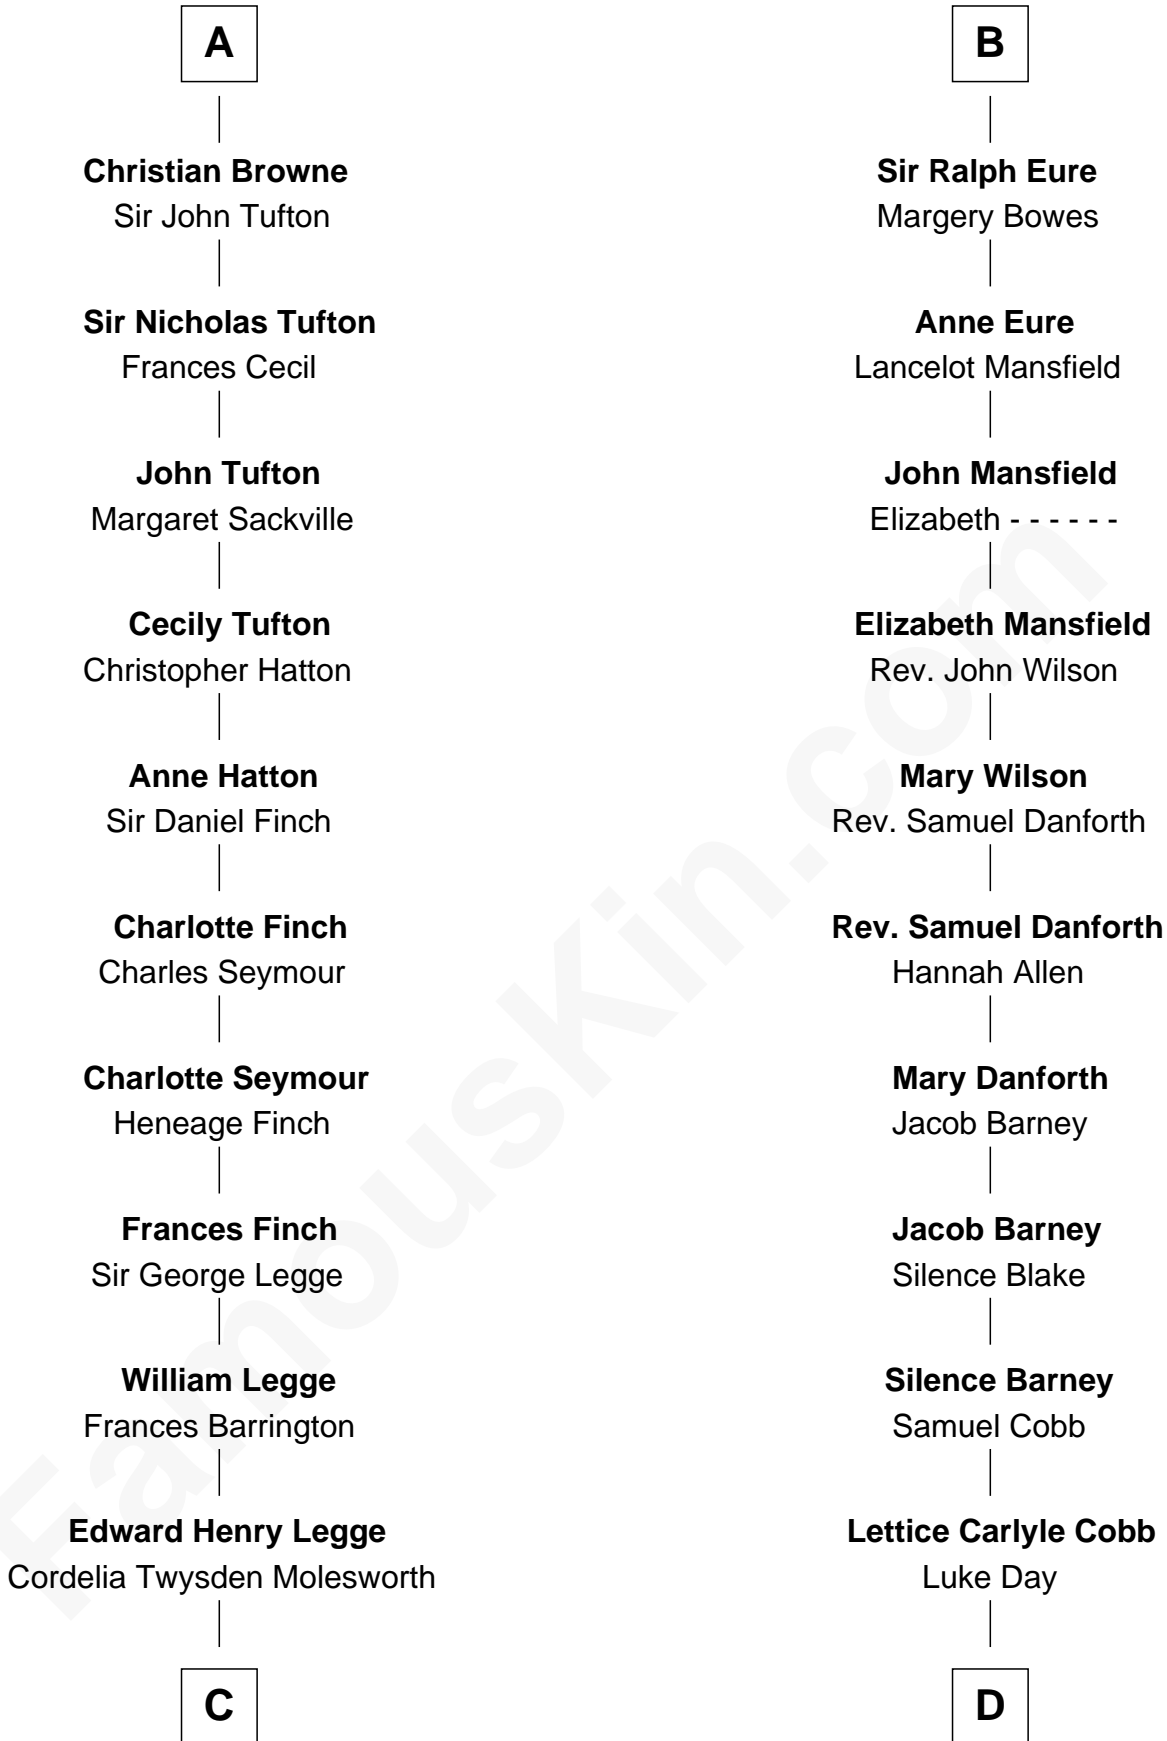 A
Christian Browne
Sir John Tufton
Sir Nicholas Tufton
Frances Cecil
John Tufton
Margaret Sackville
Cecily Tufton
Christopher Hatton
Anne Hatton
Sir Daniel Finch
Charlotte Finch
Charles Seymour
Charlotte Seymour
Heneage Finch
Frances Finch
Sir George Legge
William Legge
Frances Barrington
Edward Henry Legge
Cordelia Twysden Molesworth
C
B
Sir Ralph Eure
Margery Bowes
Anne Eure
Lancelot Mansfield
John Mansfield
Elizabeth - - - - - -
Elizabeth Mansfield
Rev. John Wilson
Mary Wilson
Rev. Samuel Danforth
Rev. Samuel Danforth
Hannah Allen
Mary Danforth
Jacob Barney
Jacob Barney
Silence Blake
Silence Barney
Samuel Cobb
Lettice Carlyle Cobb
Luke Day
D
FamousKin.com